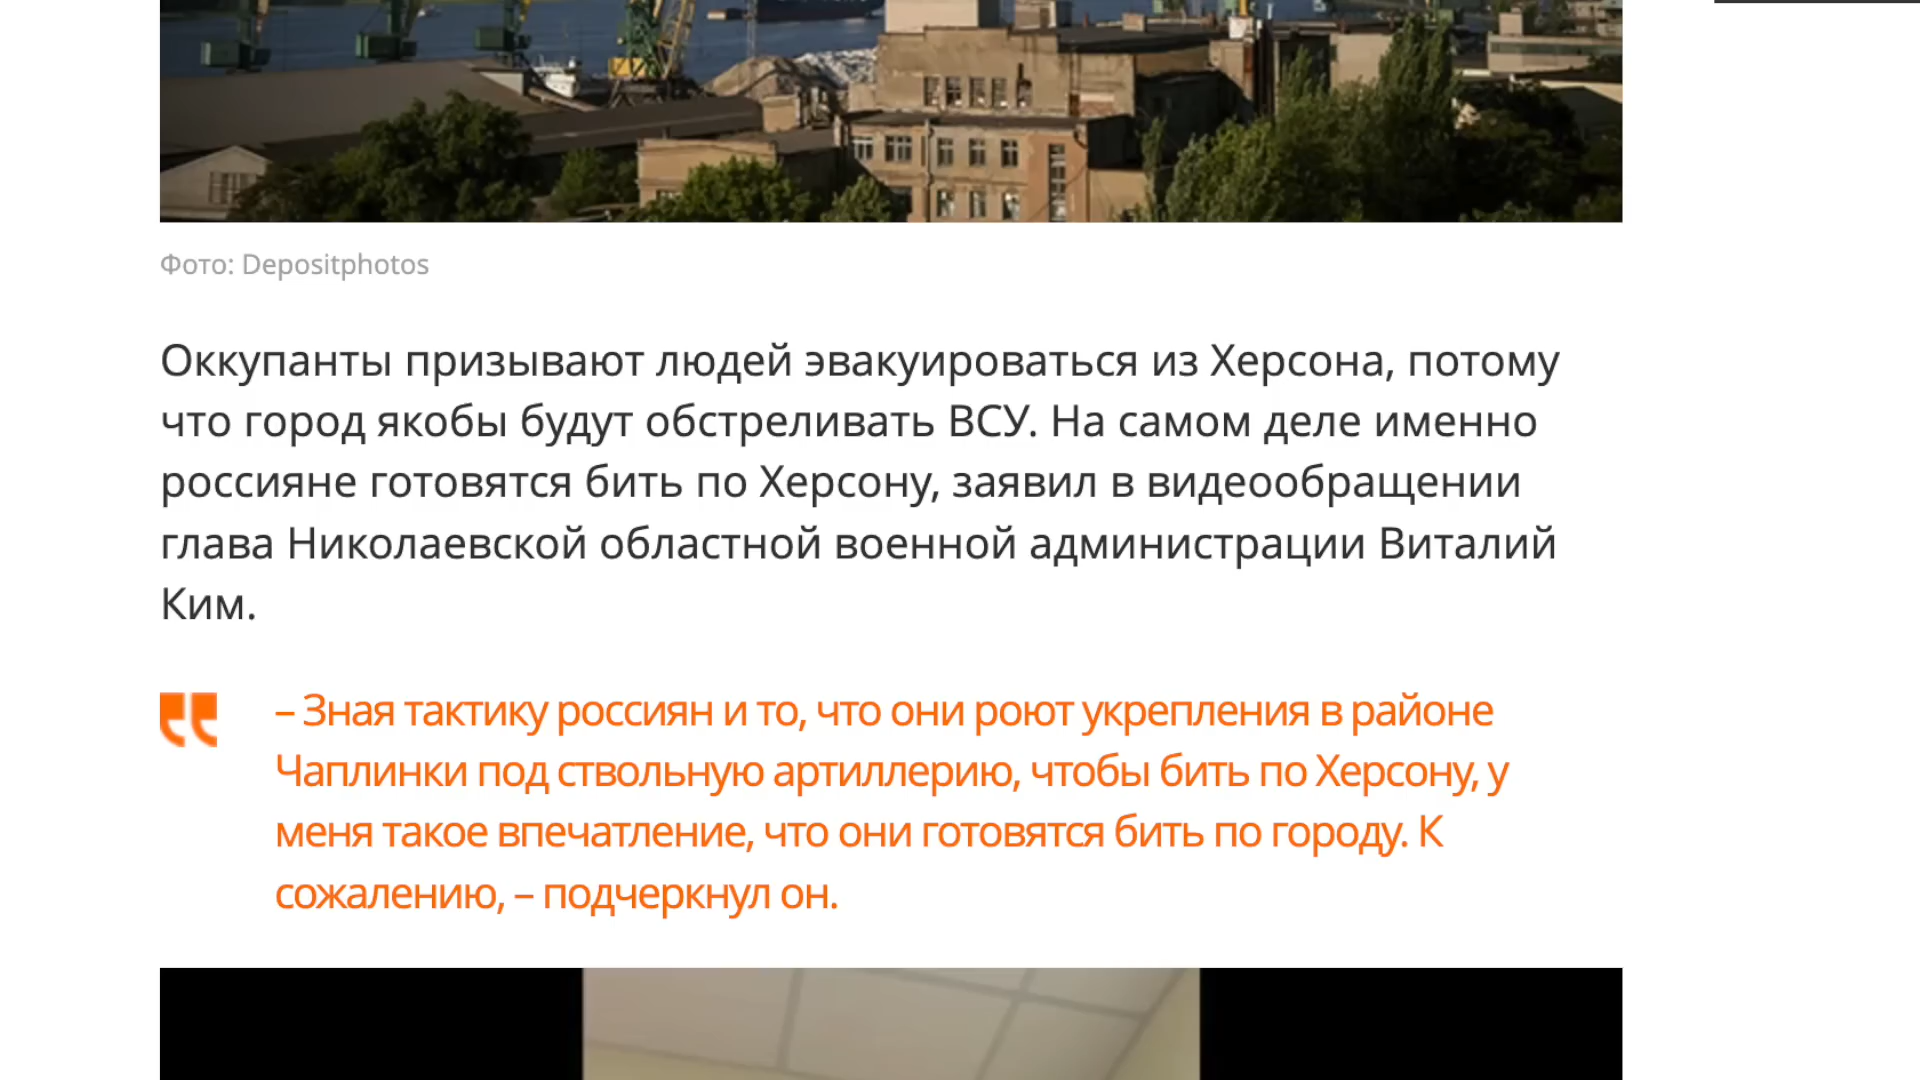 Фото: Depositphotos
Оккупанты призывают людей эвакуироваться из Херсона, потому
что город якобы будут обстреливать ВСУ. На самом деле именно
россияне готовятся бить по Херсону, заявил в видеообращении
глава Николаевской областной военной администрации Виталий
Ким.
– Зная тактику россиян и то, что они роют укрепления в районе
Чаплинки под ствольную артиллерию, чтобы бить по Херсону, у
меня такое впечатление, что они готовятся бить по городу. К
сожалению, – подчеркнул он.